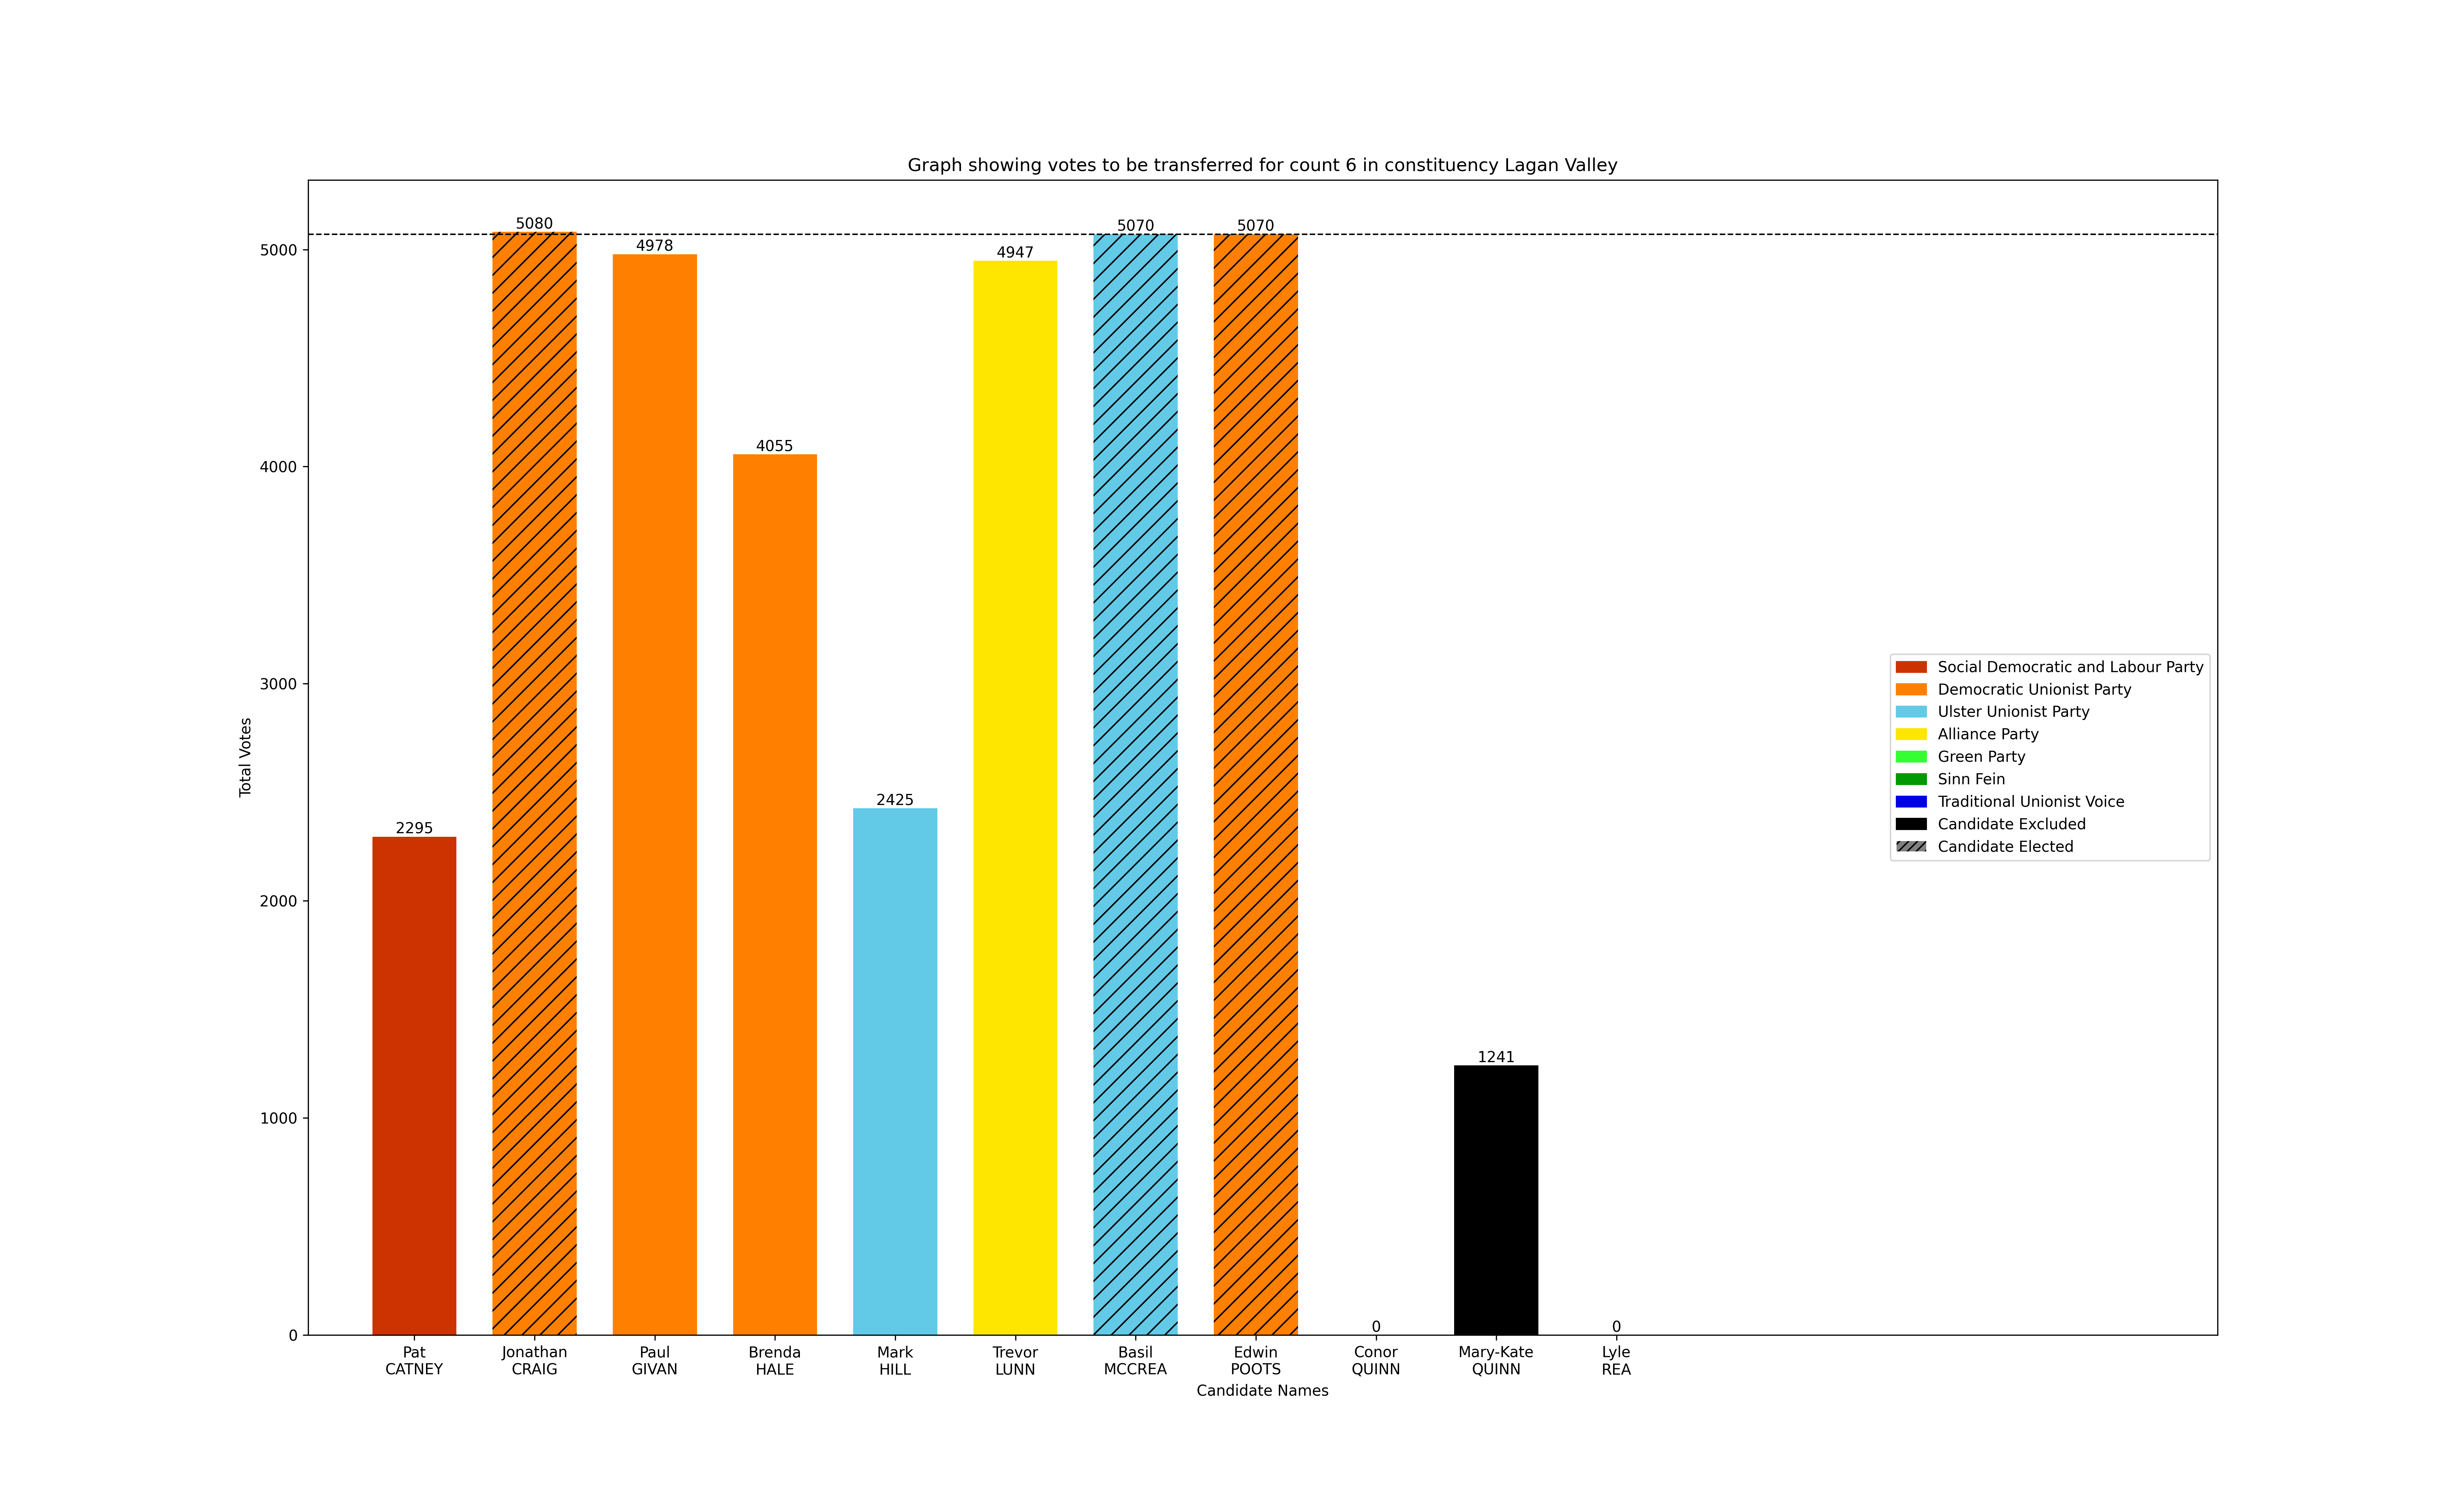 Graph showing votes to be transferred for count 6 in constituency Lagan Valley
5080
5070
5070
4978
4947
4055
2425
2295
1241
0
0
Total Votes
5000
4000
3000
2000
1000
0
Social Democratic and Labour Party
Democratic Unionist Party
Ulster Unionist Party
Alliance Party
Green Party
Sinn Fein
Traditional Unionist Voice
Candidate Excluded
Candidate Elected
Pat
CATNEY
Jonathan
CRAIG
Paul
GIVAN
Brenda
HALE
Mark
HILL
Trevor
LUNN
Basil
MCCREA
Edwin
POOTS
Conor
QUINN
Mary-Kate
QUINN
Lyle
REA
Candidate Names